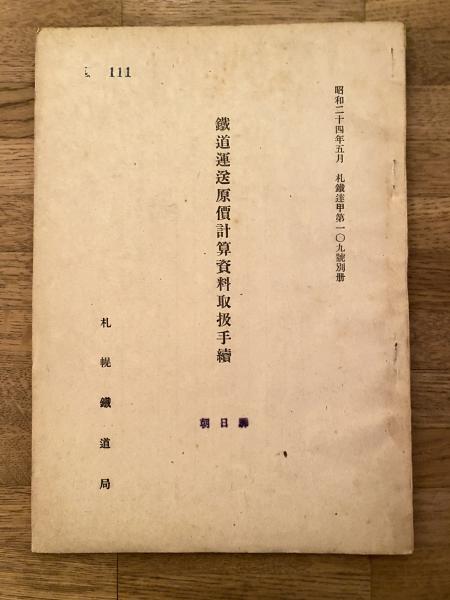 昭和二十四年五月 札鐵達甲第一〇九號別册
鐵道運送原價計算資料取扱手續
札幌鐵道局
111
朝日驛